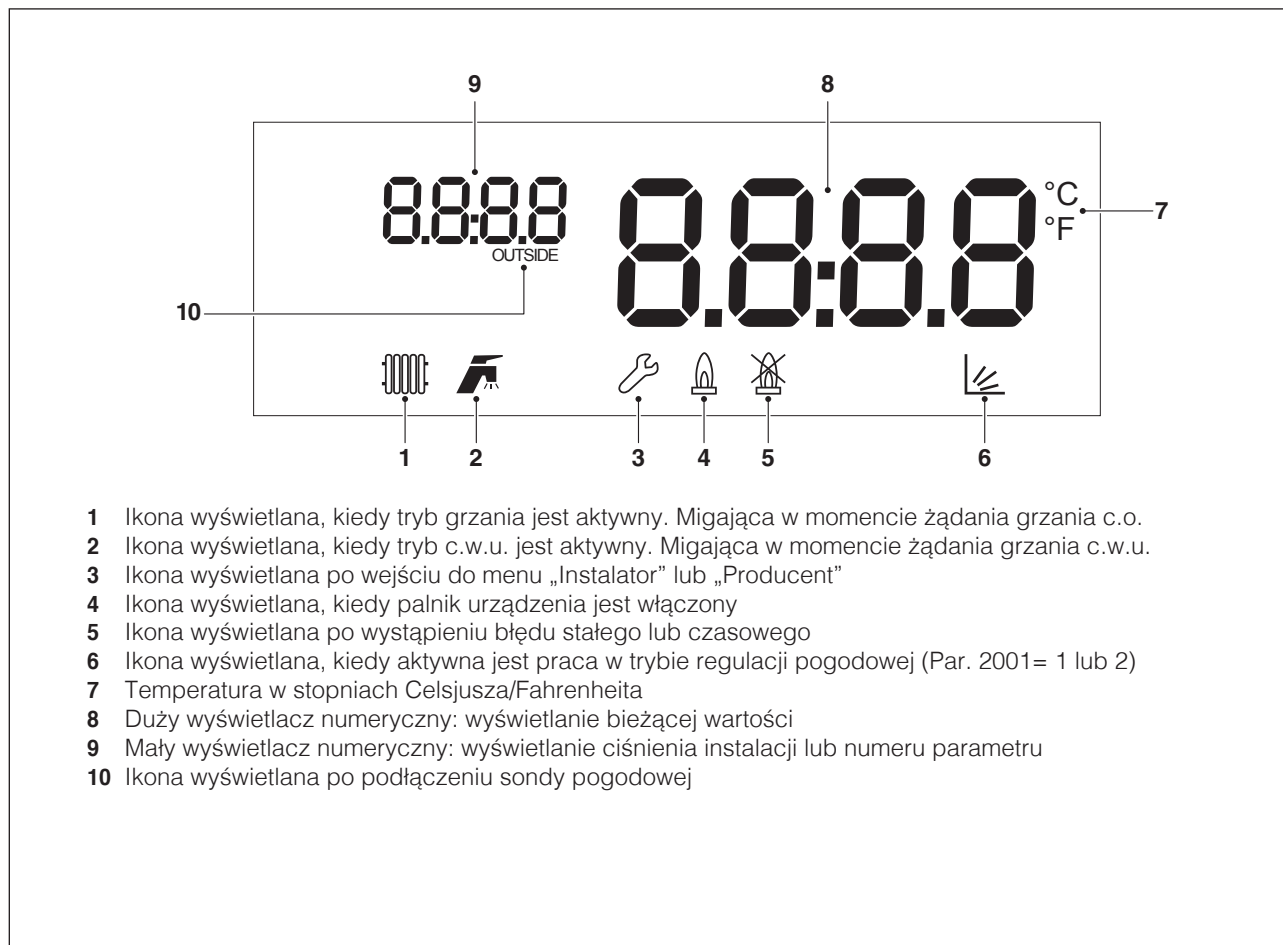 9 8
8.8:8.8 8.8:8.8 °C
°F 7
OUTSIDE
10
1 2 3 4 5 6
1 Ikona wyświetlana, kiedy tryb grzania jest aktywny. Migająca w momencie żądania grzania c.o.
2 Ikona wyświetlana, kiedy tryb c.w.u. jest aktywny. Migająca w momencie żądania grzania c.w.u.
3 Ikona wyświetlana po wejściu do menu „Instalator” lub „Producent”
4 Ikona wyświetlana, kiedy palnik urządzenia jest włączony
5 Ikona wyświetlana po wystąpieniu błędu stałego lub czasowego
6 Ikona wyświetlana, kiedy aktywna jest praca w trybie regulacji pogodowej (Par. 2001= 1 lub 2)
7 Temperatura w stopniach Celsjusza/Fahrenheita
8 Duży wyświetlacz numeryczny: wyświetlanie bieżącej wartości
9 Mały wyświetlacz numeryczny: wyświetlanie ciśnienia instalacji lub numeru parametru
10 Ikona wyświetlana po podłączeniu sondy pogodowej